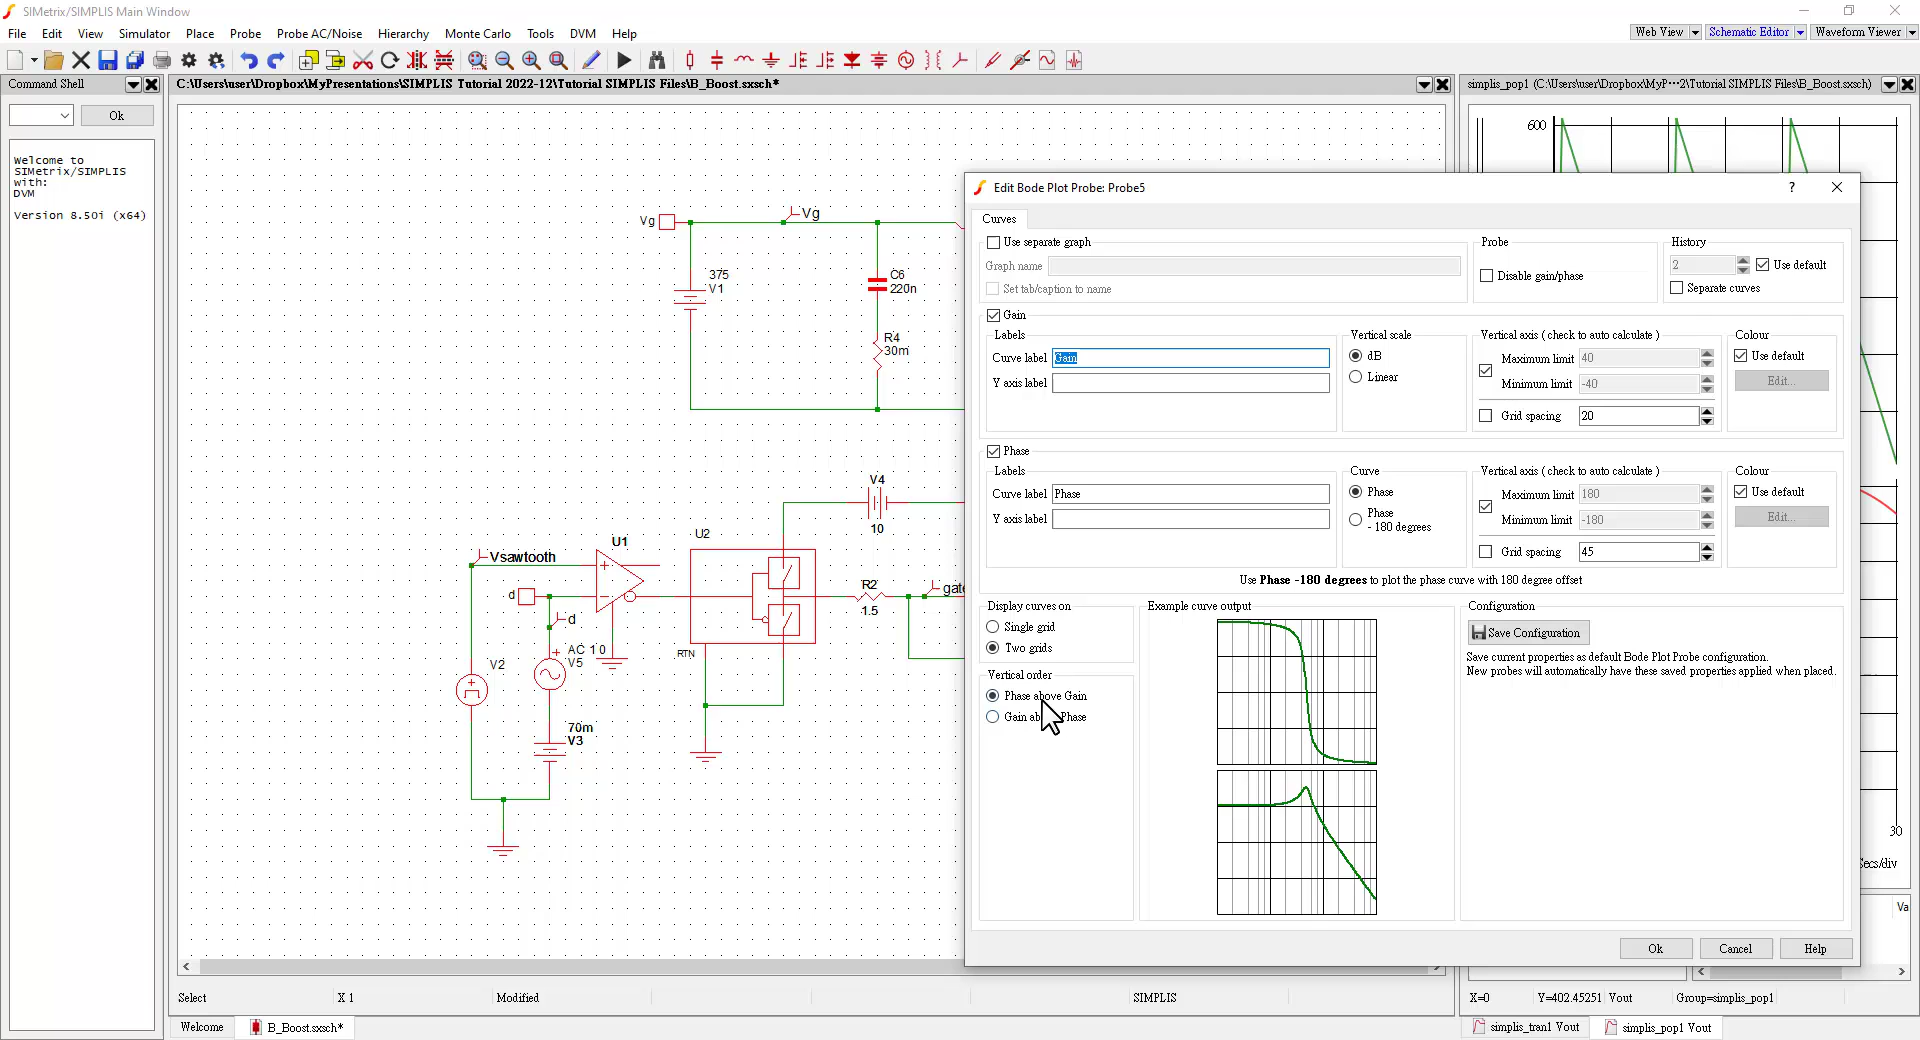 SIMetrix/SIMPLIS Main Window
File Edit View Simulator Place Probe Probe AC/Noise Hierarchy Monte Carlo Tools DVM Help
Web View Schematic Editor Waveform Viewer
Command Shell
C:\Users\user\Dropbox\MyPresentations\SIMPLIS Tutorial 2022-12\Tutorial SIMPLIS Files\B_Boost.sxsch*
simplis_pop1 (C:\Users\user\Dropbox\MyP···2\Tutorial SIMPLIS Files\B_Boost.sxsch)
Ok
Welcome to
SIMetrix/SIMPLIS
with:
DVM
Version 8.50i (x64)
600
Vg
Vg
375
V1
C6
220n
R4
30m
V4
10
U1
U2
Vsawtooth
d
d
R2
1.5
gate
RTN
AC 1 0
V5
V2
70m
V3
Edit Bode Plot Probe: Probe5
?
Curves
Use separate graph
Graph name
Set tab/caption to name
Probe
Disable gain/phase
History
2
Use default
Separate curves
Gain
Labels
Curve label Gain
Y axis label
Vertical scale
dB
Linear
Vertical axis ( check to auto calculate )
Maximum limit 40
Minimum limit -40
Grid spacing 20
Colour
Use default
Edit...
Phase
Labels
Curve label Phase
Y axis label
Curve
Phase
Phase
- 180 degrees
Vertical axis ( check to auto calculate )
Maximum limit 180
Minimum limit -180
Grid spacing 45
Colour
Use default
Edit...
Use Phase -180 degrees to plot the phase curve with 180 degree offset
Display curves on
Single grid
Two grids
Vertical order
Phase above Gain
Gain ab Phase
Example curve output
Configuration
Save Configuration
Save current properties as default Bode Plot Probe configuration.
New probes will automatically have these saved properties applied when placed.
Ok Cancel Help
30
Secs/div
Va
Select X 1 Modified SIMPLIS
X=0 Y=402.45251 Vout Group=simplis_pop1
Welcome B_Boost.sxsch*
simplis_tran1 Vout simplis_pop1 Vout